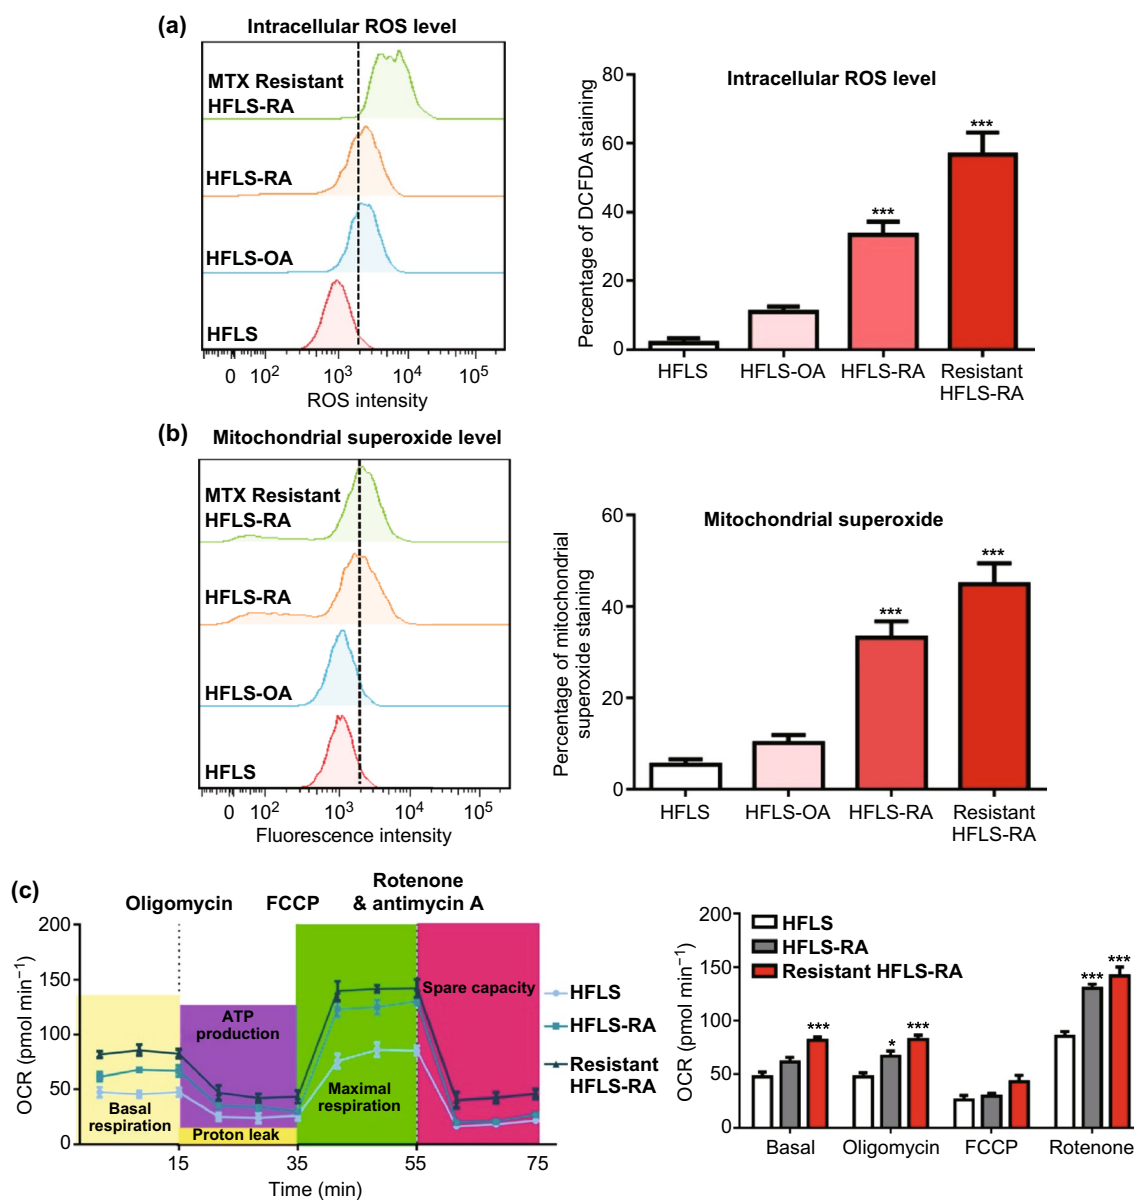 (a)
Intracellular ROS level
MTX Resistant
HFLS-RA
HFLS-RA
HFLS-OA
HFLS
0 10² 10³ 10⁴ 10⁵
ROS intensity
Intracellular ROS level
Percentage of DCFDA staining
80
60
40
20
0
***
***
HFLS HFLS-OA HFLS-RA Resistant
HFLS-RA
(b)
Mitochondrial superoxide level
MTX Resistant
HFLS-RA
HFLS-RA
HFLS-OA
HFLS
0 10² 10³ 10⁴ 10⁵
Fluorescence intensity
Mitochondrial superoxide
Percentage of mitochondrial
superoxide staining
60
40
20
0
***
***
HFLS HFLS-OA HFLS-RA Resistant
HFLS-RA
(c)
Rotenone
Oligomycin FCCP & antimycin A
OCR (pmol min⁻¹)
200
150
100
50
0
ATP
production
Spare capacity
Basal
respiration
Maximal
respiration
Proton leak
15 35 55 75
Time (min)
HFLS
HFLS-RA
Resistant
HFLS-RA
OCR (pmol min⁻¹)
200
150
100
50
0
HFLS
HFLS-RA
Resistant HFLS-RA
***
* ***
*** ***
Basal Oligomycin FCCP Rotenone